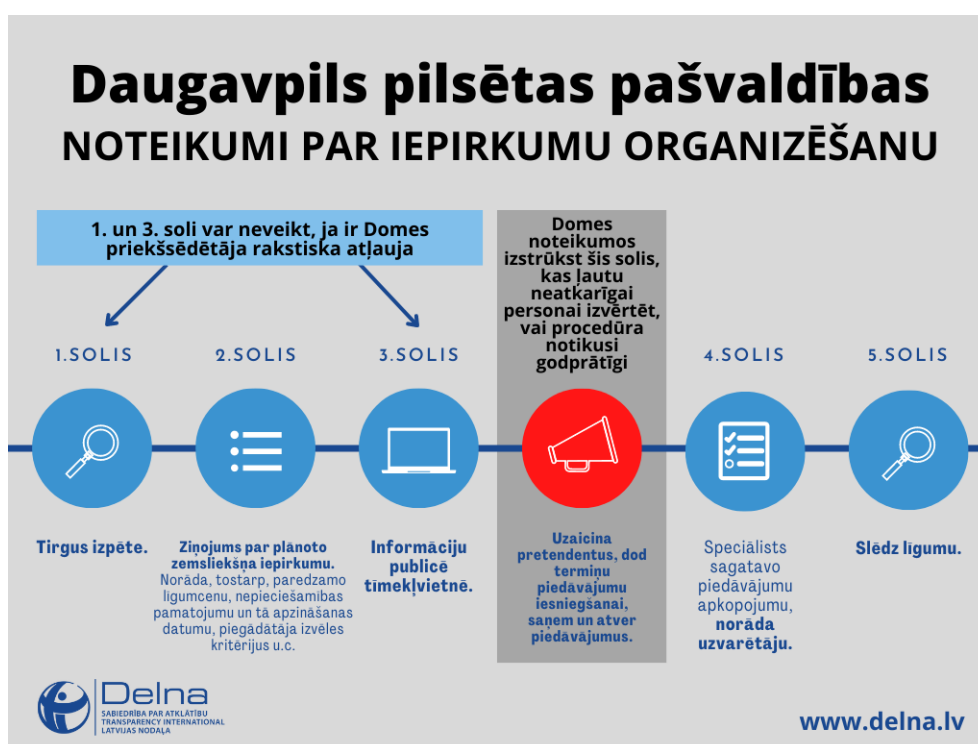 Daugavpils pilsētas pašvaldības
NOTEIKUMI PAR IEPIRKUMU ORGANIZĒŠANU
1. un 3. soli var neveikt, ja ir Domes
priekšsēdētāja rakstiska atļauja
Domes
noteikumos
izstrūkst šis solis,
kas ļautu
neatkarīgai
personai izvērtēt,
vai procedūra
notikusi
godprātīgi
1.SOLIS
2.SOLIS
3.SOLIS
4.SOLIS
5.SOLIS
Tirgus izpēte.
Ziņojums par plānoto
zemsliekšņa iepirkumu.
Norāda, tostarp, paredzamo
līgumcenu, nepieciešamības
pamatojumu un tā apzināšanas
datumu, piegādātāja izvēles
kritērijus u.c.
Informāciju
publicē
tīmekļvietnē.
Uzaicina
pretendentus, dod
termiņu
piedāvājumu
iesniegšanai,
saņem un atver
piedāvājumus.
Speciālists
sagatavo
piedāvājumu
apkopojumu,
norāda
uzvarētāju.
Slēdz līgumu.
Delna
SABIEDRĪBA PAR ATKLĀTĪBU
TRANSPARENCY INTERNATIONAL
LATVIJAS NODAĻA
www.delna.lv